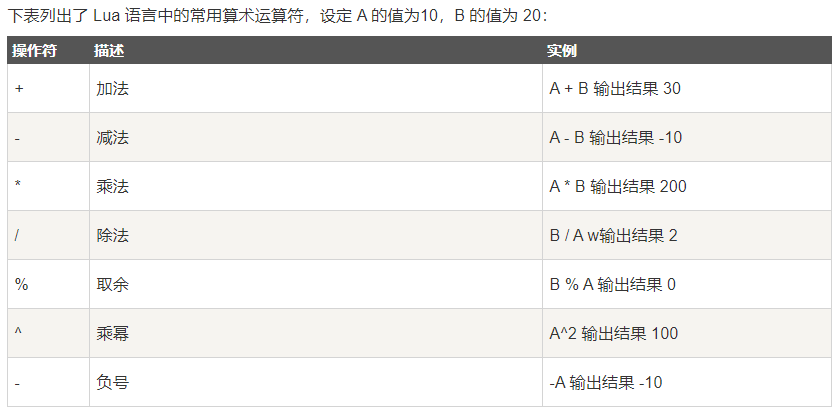 下表列出了 Lua 语言中的常用算术运算符，设定 A 的值为10，B 的值为 20：
操作符 描述 实例
+ 加法 A + B 输出结果 30
- 减法 A - B 输出结果 -10
* 乘法 A * B 输出结果 200
/ 除法 B / A w输出结果 2
% 取余 B % A 输出结果 0
^ 乘幂 A^2 输出结果 100
- 负号 -A 输出结果 -10